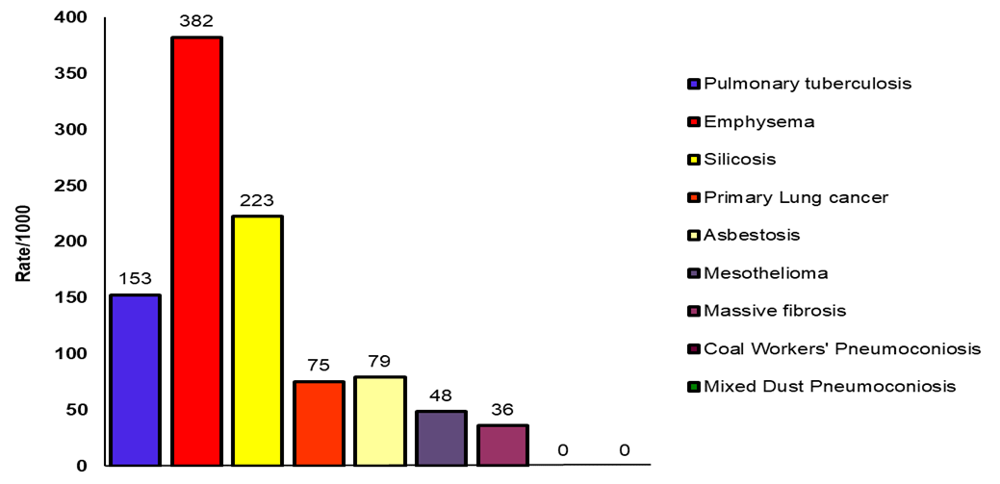 Rate/1000
400
350
300
250
200
150
100
50
0
153
382
223
75
79
48
36
0
0
Pulmonary tuberculosis
Emphysema
Silicosis
Primary Lung cancer
Asbestosis
Mesothelioma
Massive fibrosis
Coal Workers' Pneumoconiosis
Mixed Dust Pneumoconiosis